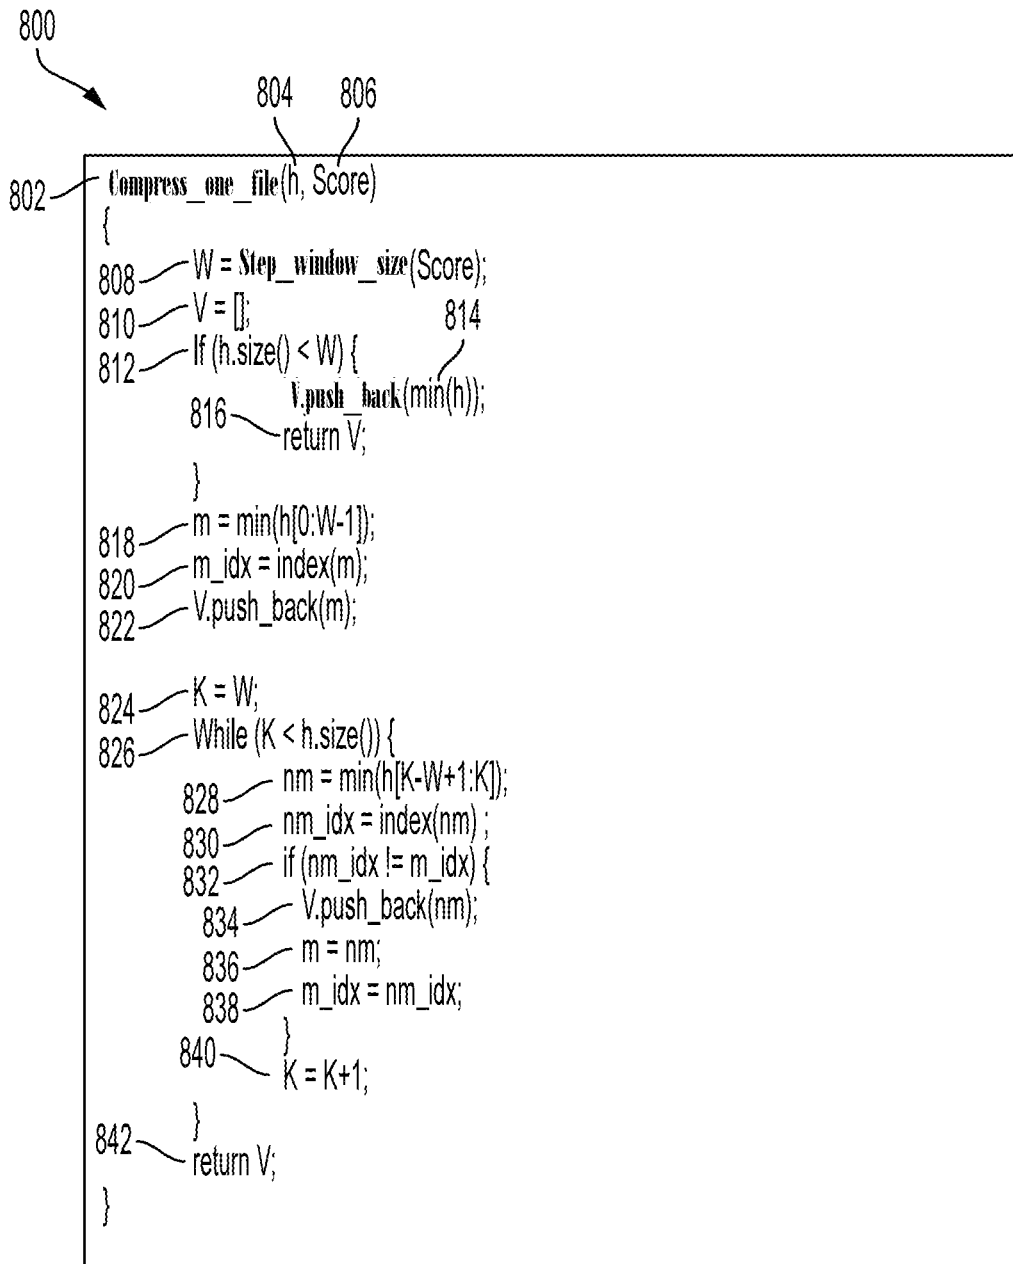 800
804 806
802 Compress_one_file(h, Score)
{
808 W = Step_window_size(Score);
810 V = [];
814
812 If (h.size() < W) {
V.push_back(min(h));
816 return V;
}
818 m = min(h[0:W-1]);
820 m_idx = index(m);
822 V.push_back(m);
824 K = W;
826 While (K < h.size()) {
828 nm = min(h[K-W+1:K]);
830 nm_idx = index(nm) ;
832 if (nm_idx != m_idx) {
834 V.push_back(nm);
836 m = nm;
838 m_idx = nm_idx;
}
840 K = K+1;
}
842 return V;
}